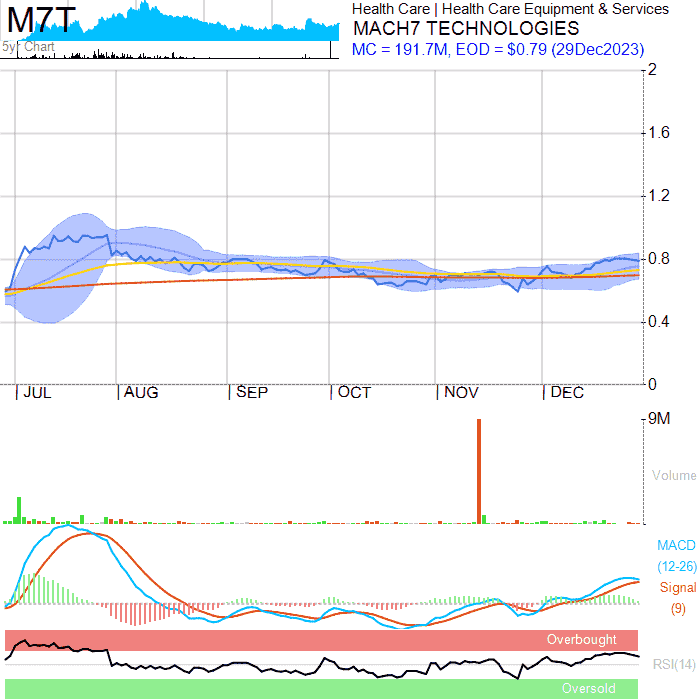 M7T
5yr Chart
Health Care | Health Care Equipment & Services
MACH7 TECHNOLOGIES
MC = 191.7M, EOD = $0.79 (29Dec2023)
2
1.6
1.2
0.8
0.4
0
|JUL |AUG |SEP |OCT |NOV |DEC
9M
Volume
MACD
(12-26)
Signal
(9)
Overbought
RSI(14)
Oversold